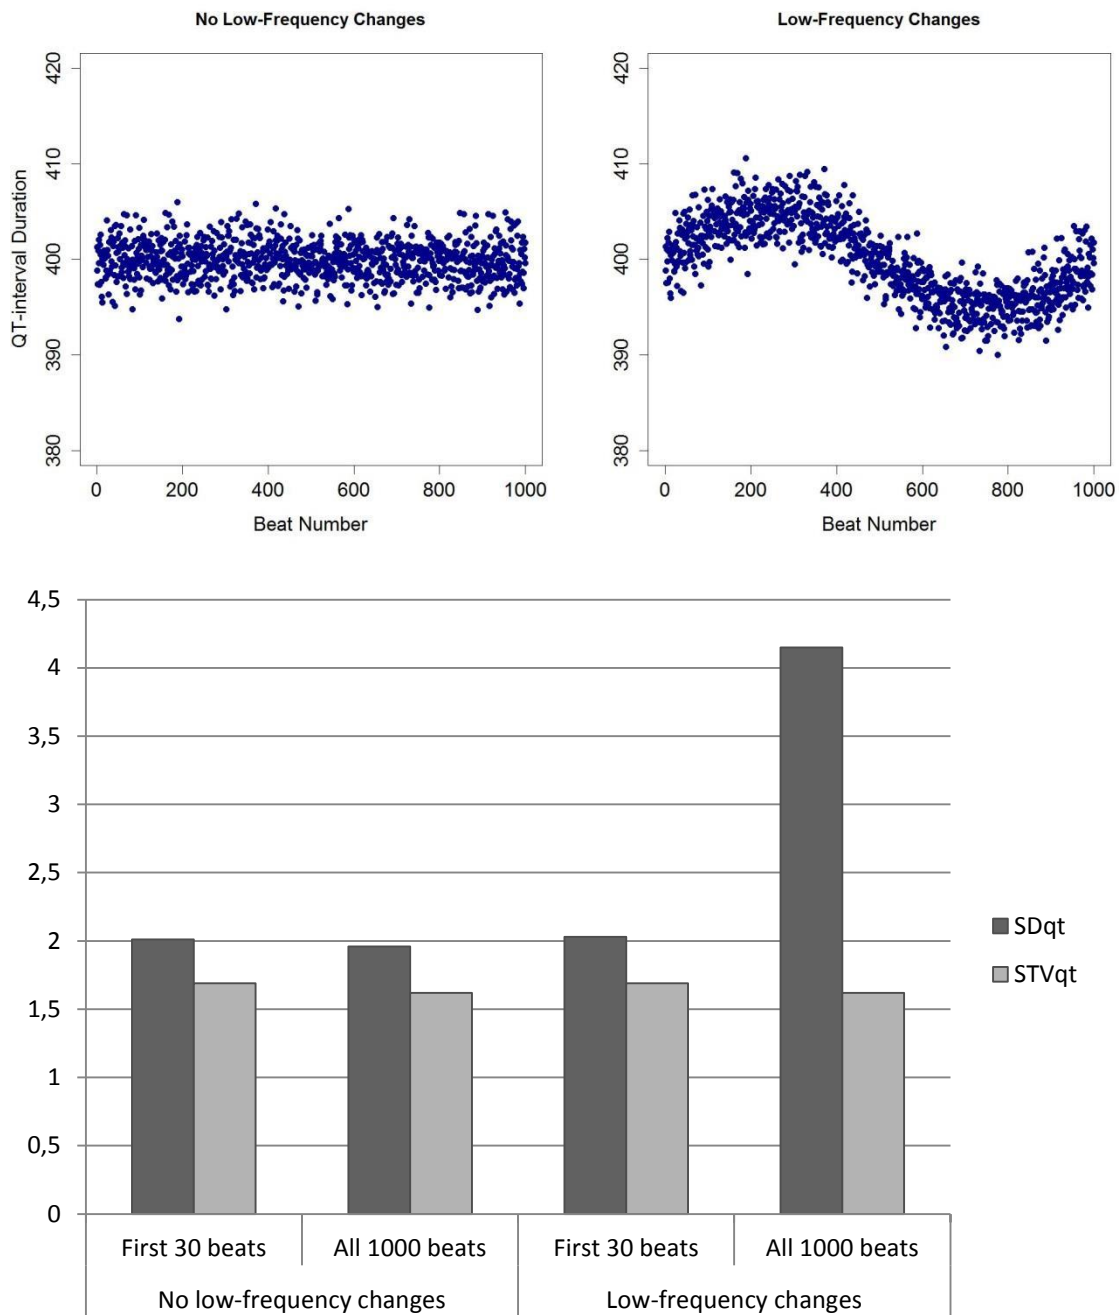 No Low-Frequency Changes
Low-Frequency Changes
QT-interval Duration
420
410
400
390
380
0 200 400 600 800 1000
Beat Number
420
410
400
390
380
0 200 400 600 800 1000
Beat Number
4,5
4
3,5
3
2,5
2
1,5
1
0,5
0
SDqt
STVqt
First 30 beats All 1000 beats First 30 beats All 1000 beats
No low-frequency changes Low-frequency changes